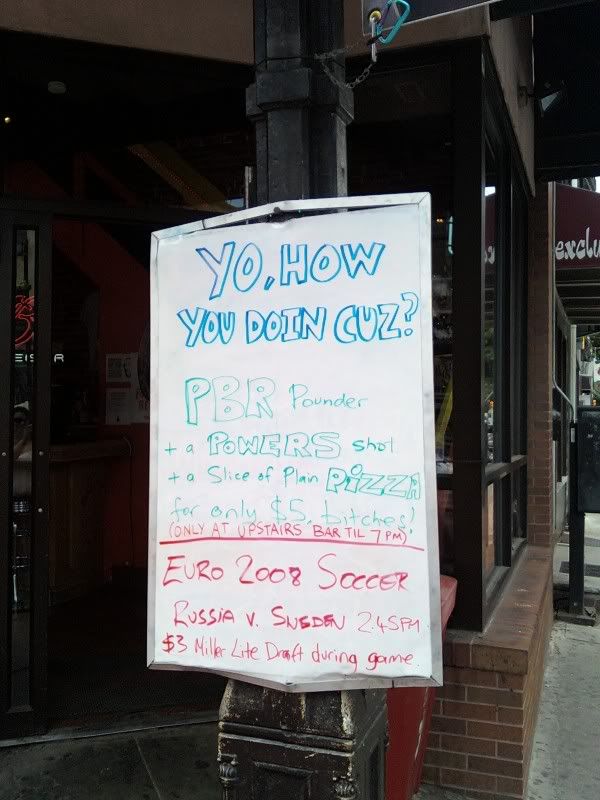 YO, HOW
YOU DOIN CUZ?
PBR Pounder
+ a POWERS shot
+ a Slice of Plain PIZZA
for only $5, bitches!
(ONLY AT UPSTAIRS BAR TIL 7PM)
EURO 2008 SOCCER
RUSSIA V. SWEDEN 2:45PM
$3 Miller Lite Draft during game.
exclu